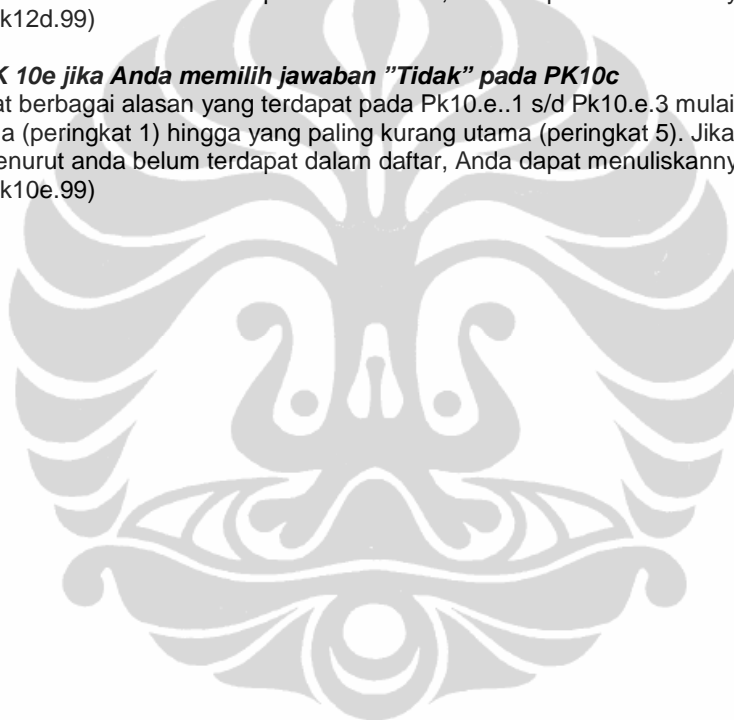 k12d.99)
K 10e jika Anda memilih jawaban ”Tidak” pada PK10c
at berbagai alasan yang terdapat pada Pk10.e..1 s/d Pk10.e.3 mulai
a (peringkat 1) hingga yang paling kurang utama (peringkat 5). Jika
enurut anda belum terdapat dalam daftar, Anda dapat menuliskanny
k10e.99)